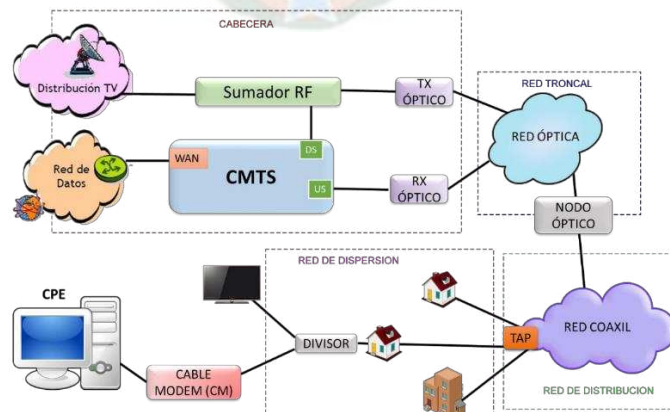 CABECERA
Distribución TV
Sumador RF
TX
ÓPTICO
RED TRONCAL
RED ÓPTICA
Red de
Datos
WAN
CMTS
DS
US
RX
ÓPTICO
NODO
ÓPTICO
RED DE DISPERSION
CPE
DIVISOR
TAP
RED COAXIL
CABLE
MODEM (CM)
RED DE DISTRIBUCION